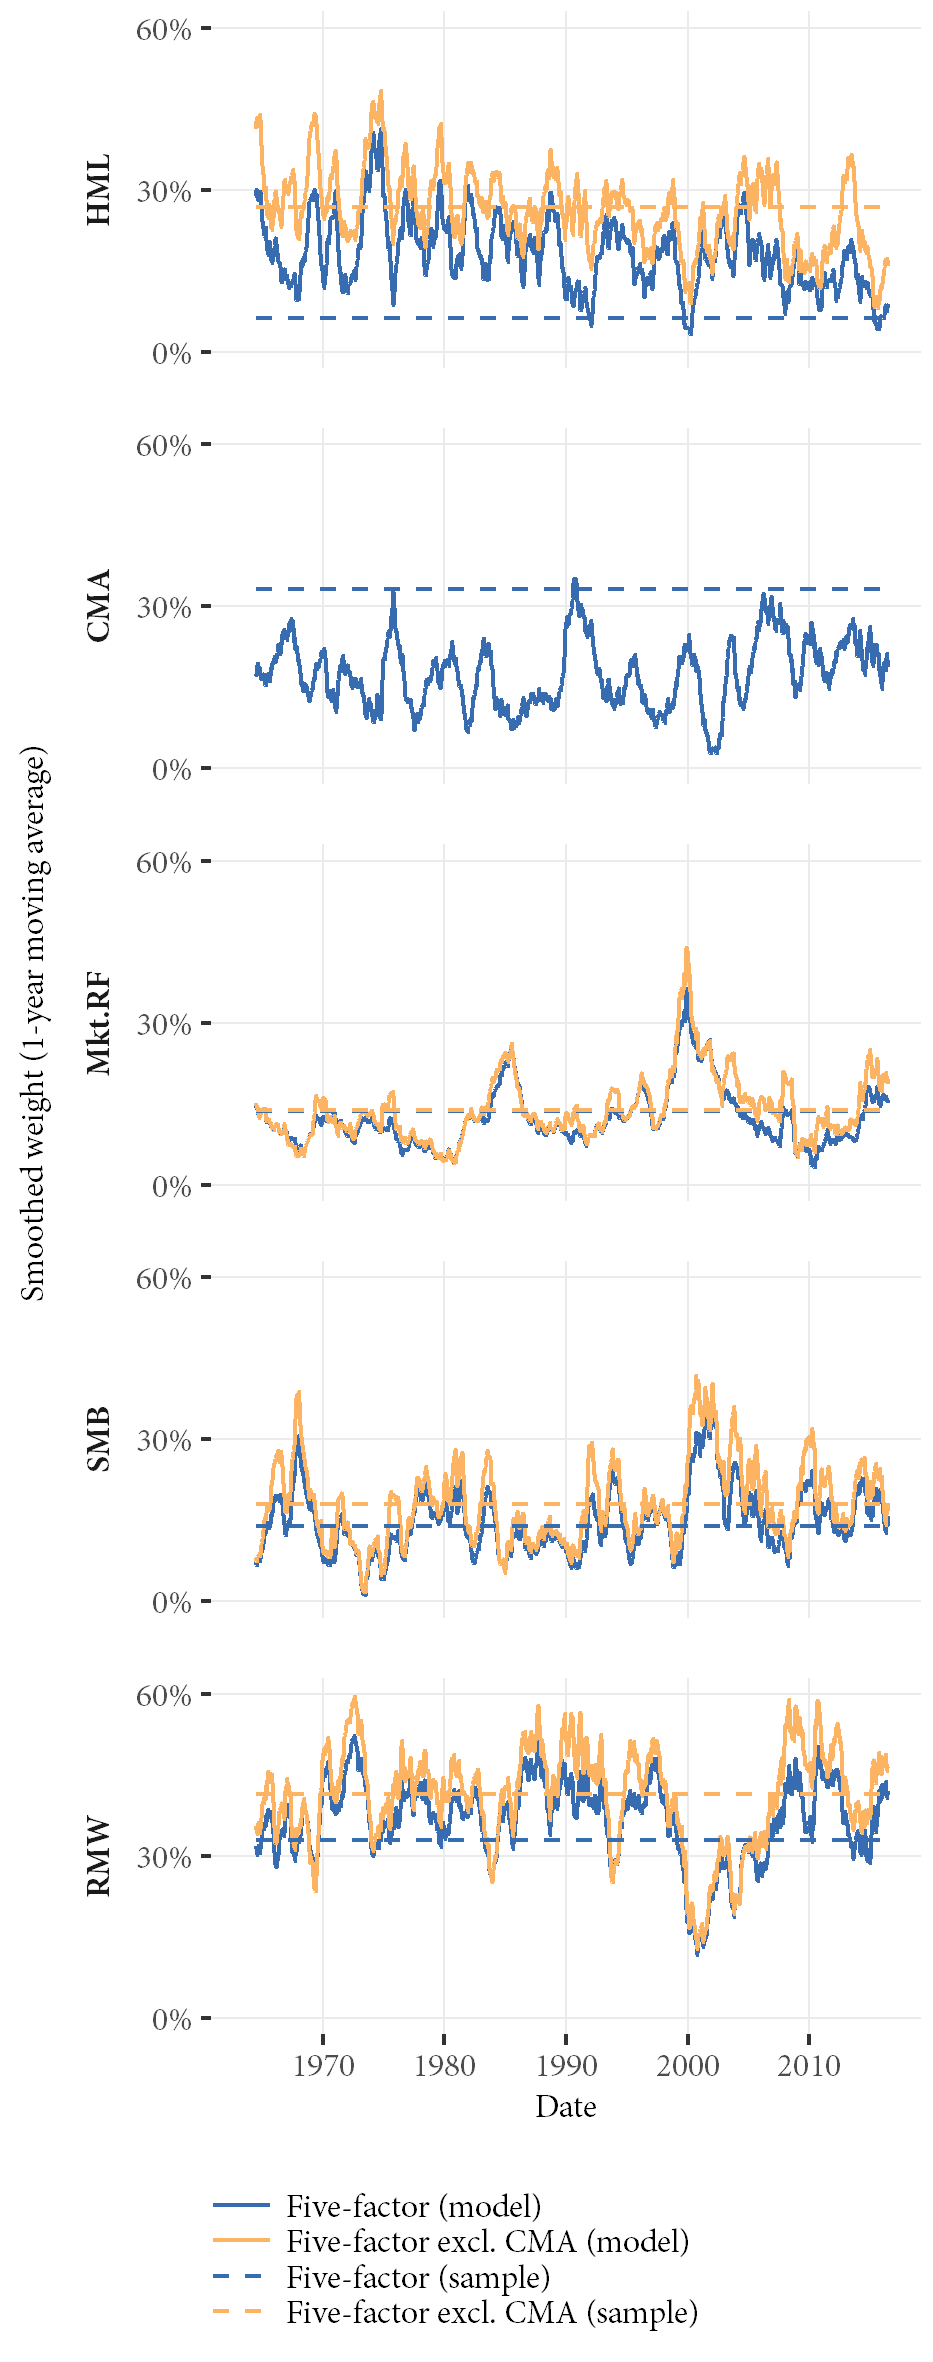 Smoothed weight (1-year moving average)
HML
60%
30%
0%
CMA
60%
30%
0%
Mkt.RF
60%
30%
0%
SMB
60%
30%
0%
RMW
60%
30%
0%
1970 1980 1990 2000 2010
Date
Five-factor (model)
Five-factor excl. CMA (model)
Five-factor (sample)
Five-factor excl. CMA (sample)